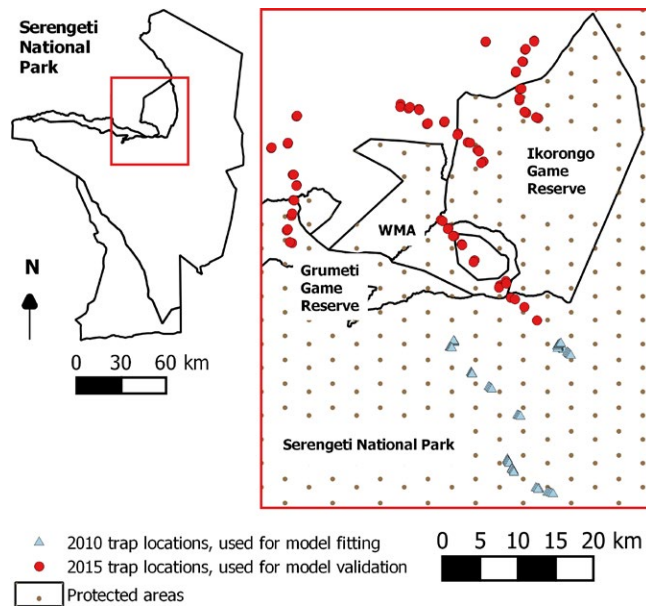 Serengeti
National
Park
N
0 30 60 km
Ikorongo
Game
Reserve
WMA
Grumeti
Game
Reserve
Serengeti National Park
2010 trap locations, used for model fitting
2015 trap locations, used for model validation
Protected areas
0 5 10 15 20 km